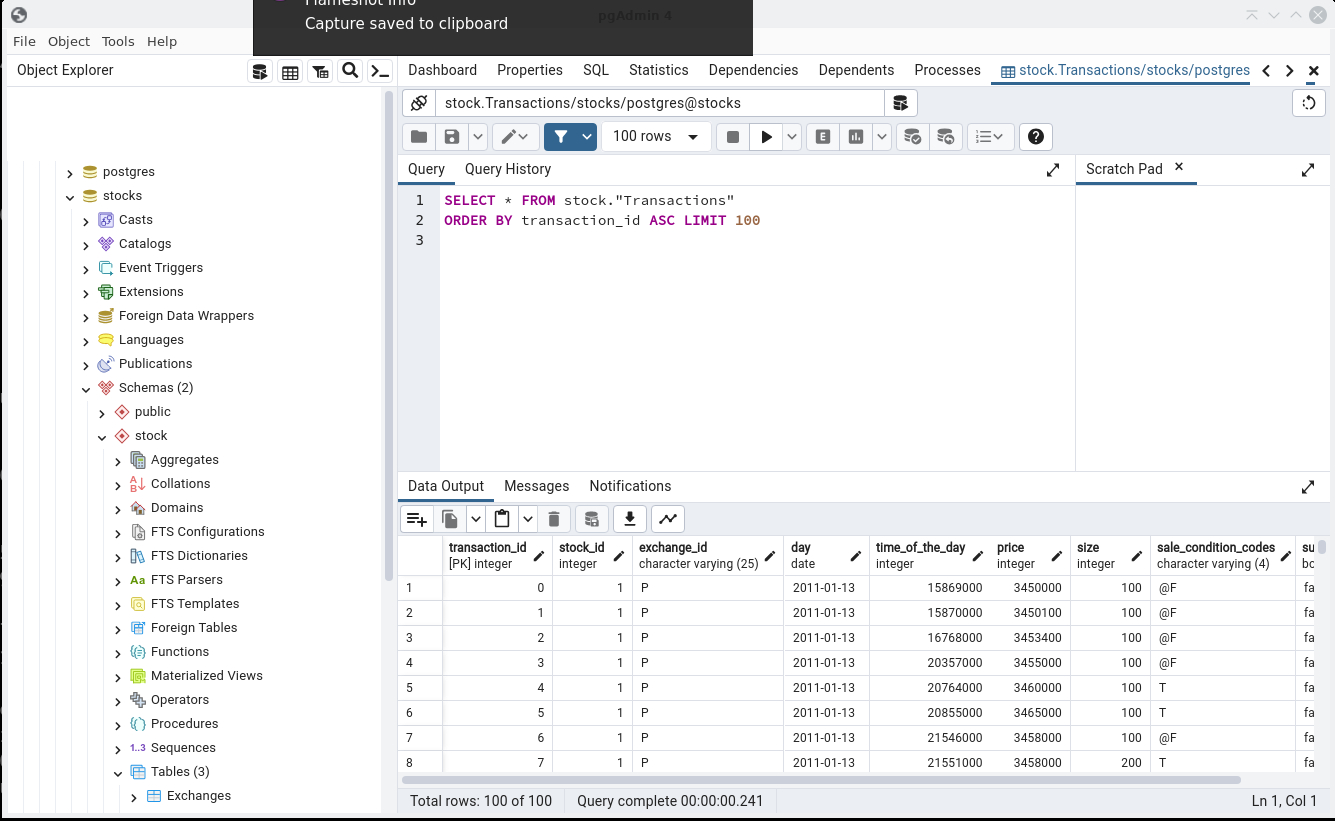 Flameshot Info
Capture saved to clipboard
pgAdmin 4
File Object Tools Help
Object Explorer
postgres
stocks
Casts
Catalogs
Event Triggers
Extensions
Foreign Data Wrappers
Languages
Publications
Schemas (2)
public
stock
Aggregates
Collations
Domains
FTS Configurations
FTS Dictionaries
Aa FTS Parsers
FTS Templates
Foreign Tables
Functions
Materialized Views
Operators
Procedures
1..3 Sequences
Tables (3)
Exchanges
Dashboard Properties SQL Statistics Dependencies Dependents Processes stock.Transactions/stocks/postgres
stock.Transactions/stocks/postgres@stocks
100 rows E
Query Query History
1 SELECT * FROM stock."Transactions"
2 ORDER BY transaction_id ASC LIMIT 100
3
Scratch Pad
Data Output Messages Notifications
transaction_id stock_id exchange_id day time_of_the_day price size sale_condition_codes su
[PK] integer integer character varying (25) date integer integer integer character varying (4) bo
1 0 1 P 2011-01-13 15869000 3450000 100 @F fa
2 1 1 P 2011-01-13 15870000 3450100 100 @F fa
3 2 1 P 2011-01-13 16768000 3453400 100 @F fa
4 3 1 P 2011-01-13 20357000 3455000 100 @F fa
5 4 1 P 2011-01-13 20764000 3460000 100 T fa
6 5 1 P 2011-01-13 20855000 3465000 100 T fa
7 6 1 P 2011-01-13 21546000 3458000 100 @F fa
8 7 1 P 2011-01-13 21551000 3458000 200 T fa
Total rows: 100 of 100 Query complete 00:00:00.241 Ln 1, Col 1